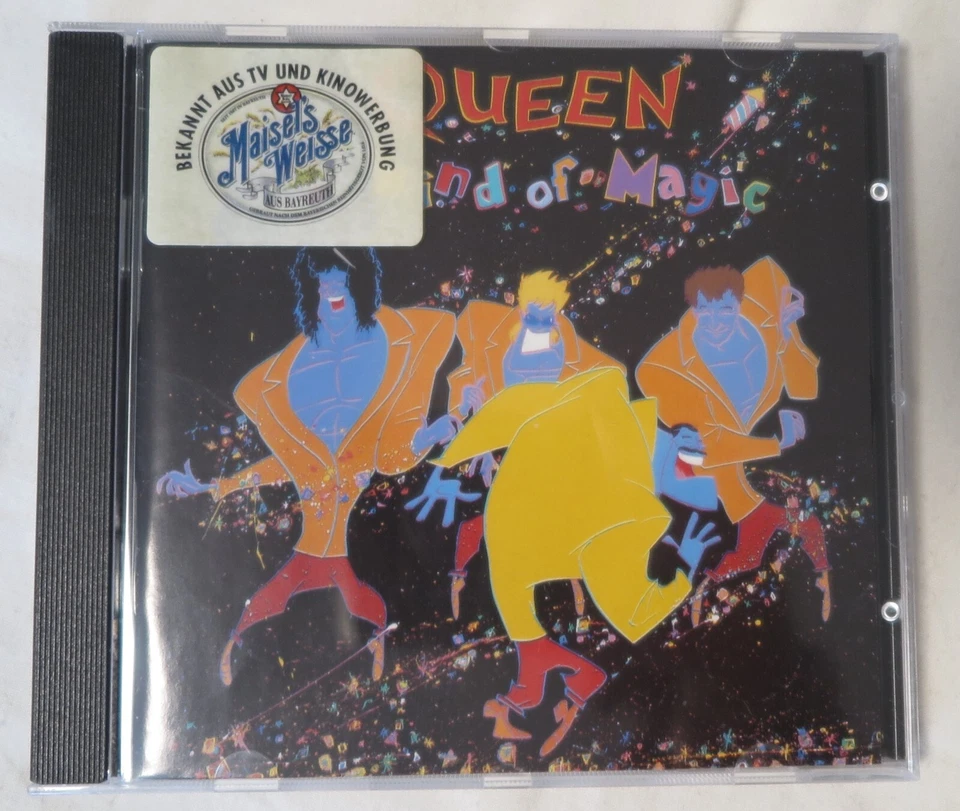 BEKANNT AUS TV UND KINOWERBUNG
Maisel's
Weisse
AUS BAYREUTH
QUEEN
ind of Magic